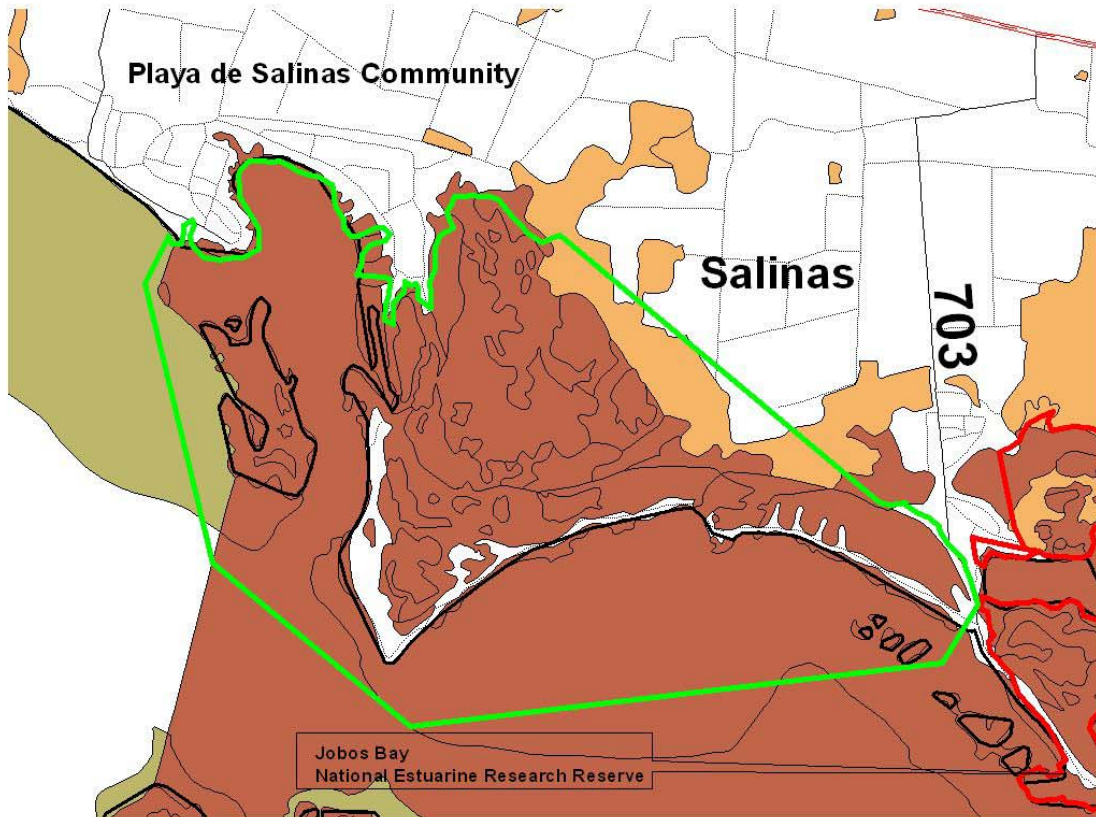 Playa de Salinas Community
Salinas
703
Jobos Bay
National Estuarine Research Reserve